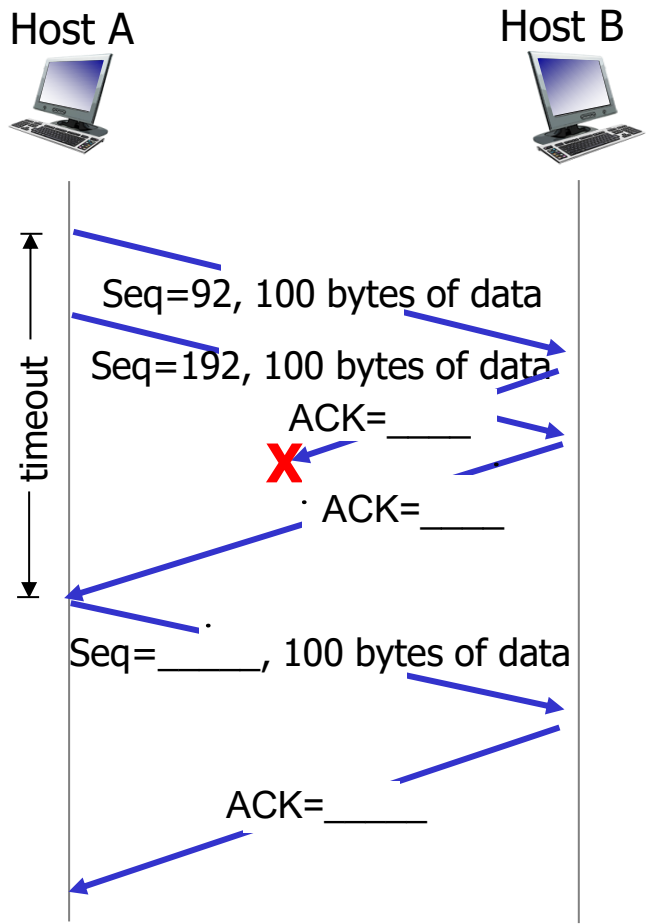 Host A
Host B
timeout
Seq=92, 100 bytes of data
Seq=192, 100 bytes of data
ACK=____
X
ACK=____
Seq=_____, 100 bytes of data
ACK=_____